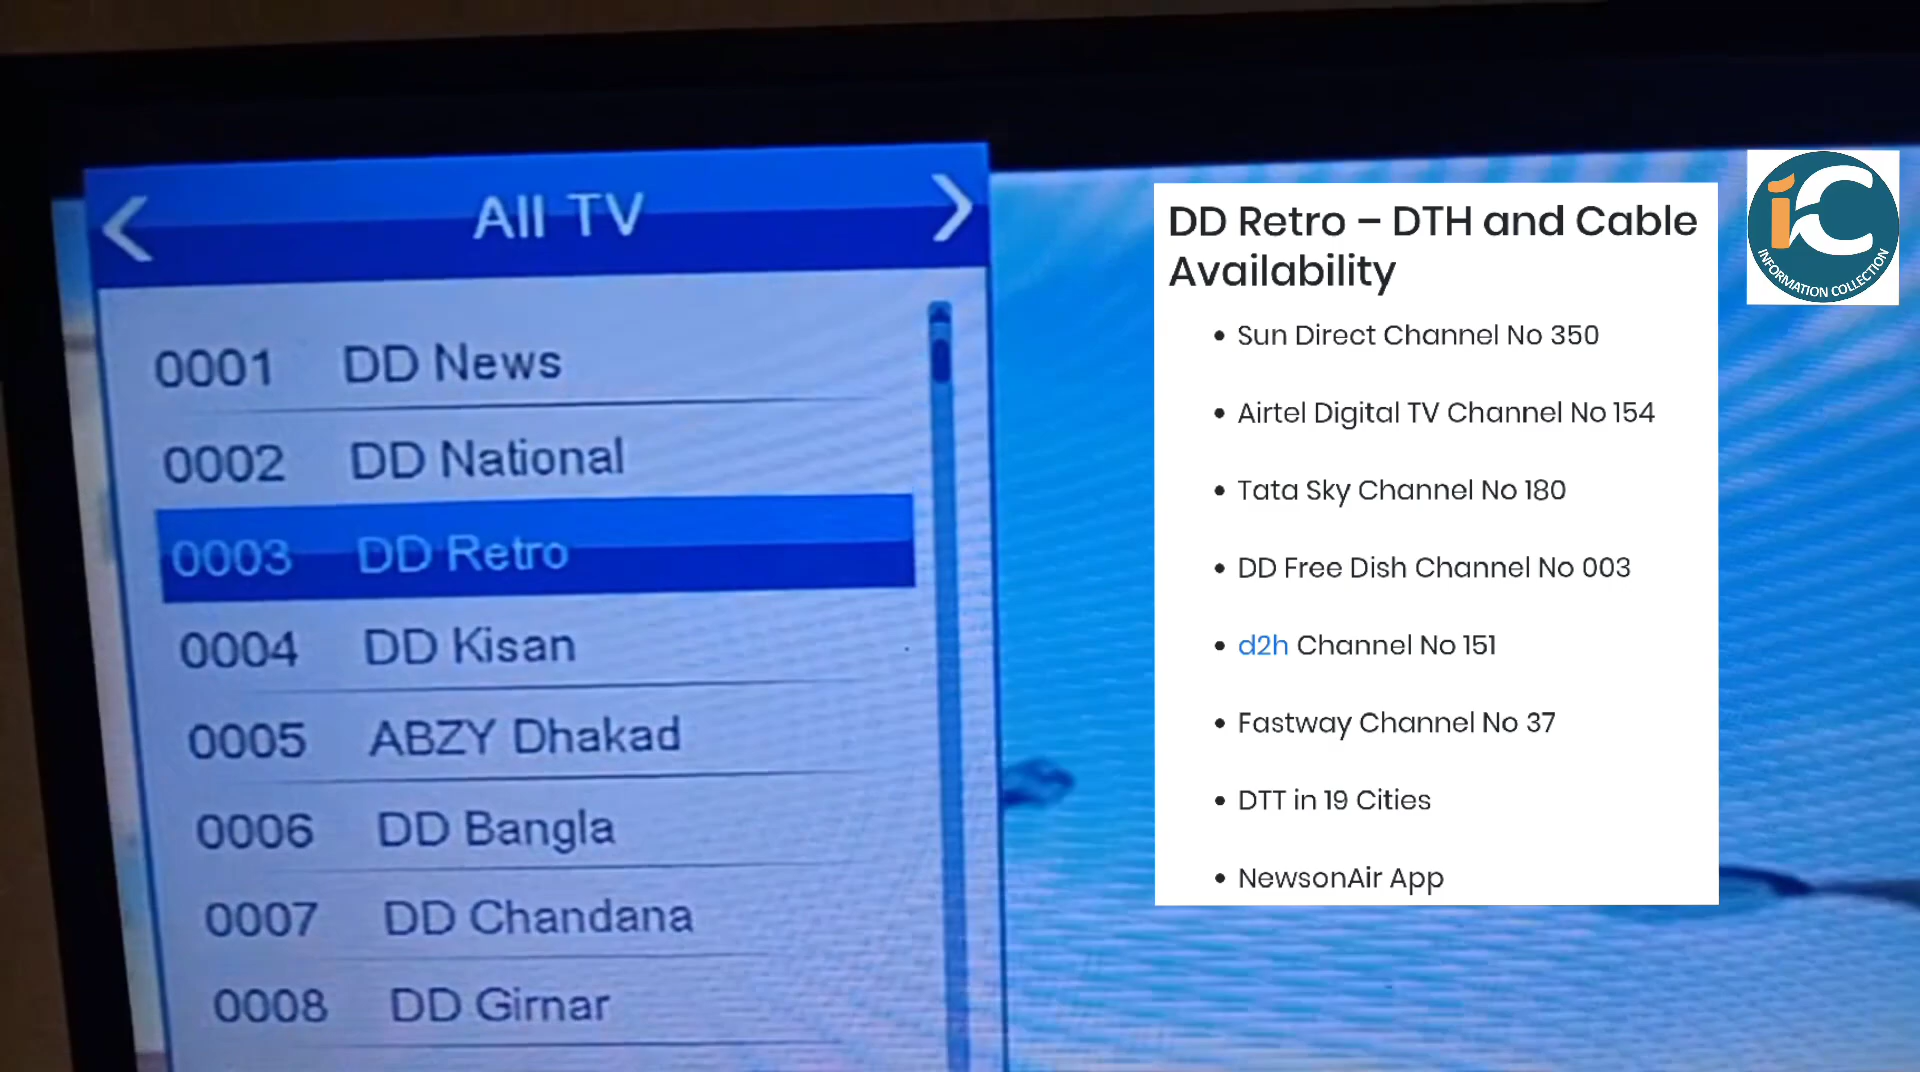 All TV
0001 DD News
0002 DD National
0003 DD Retro
0004 DD Kisan
0005 ABZY Dhakad
0006 DD Bangla
0007 DD Chandana
0008 DD Girnar
DD Retro – DTH and Cable
Availability
• Sun Direct Channel No 350
• Airtel Digital TV Channel No 154
• Tata Sky Channel No 180
• DD Free Dish Channel No 003
• d2h Channel No 151
• Fastway Channel No 37
• DTT in 19 Cities
• NewsonAir App
iC
INFORMATION COLLECTION